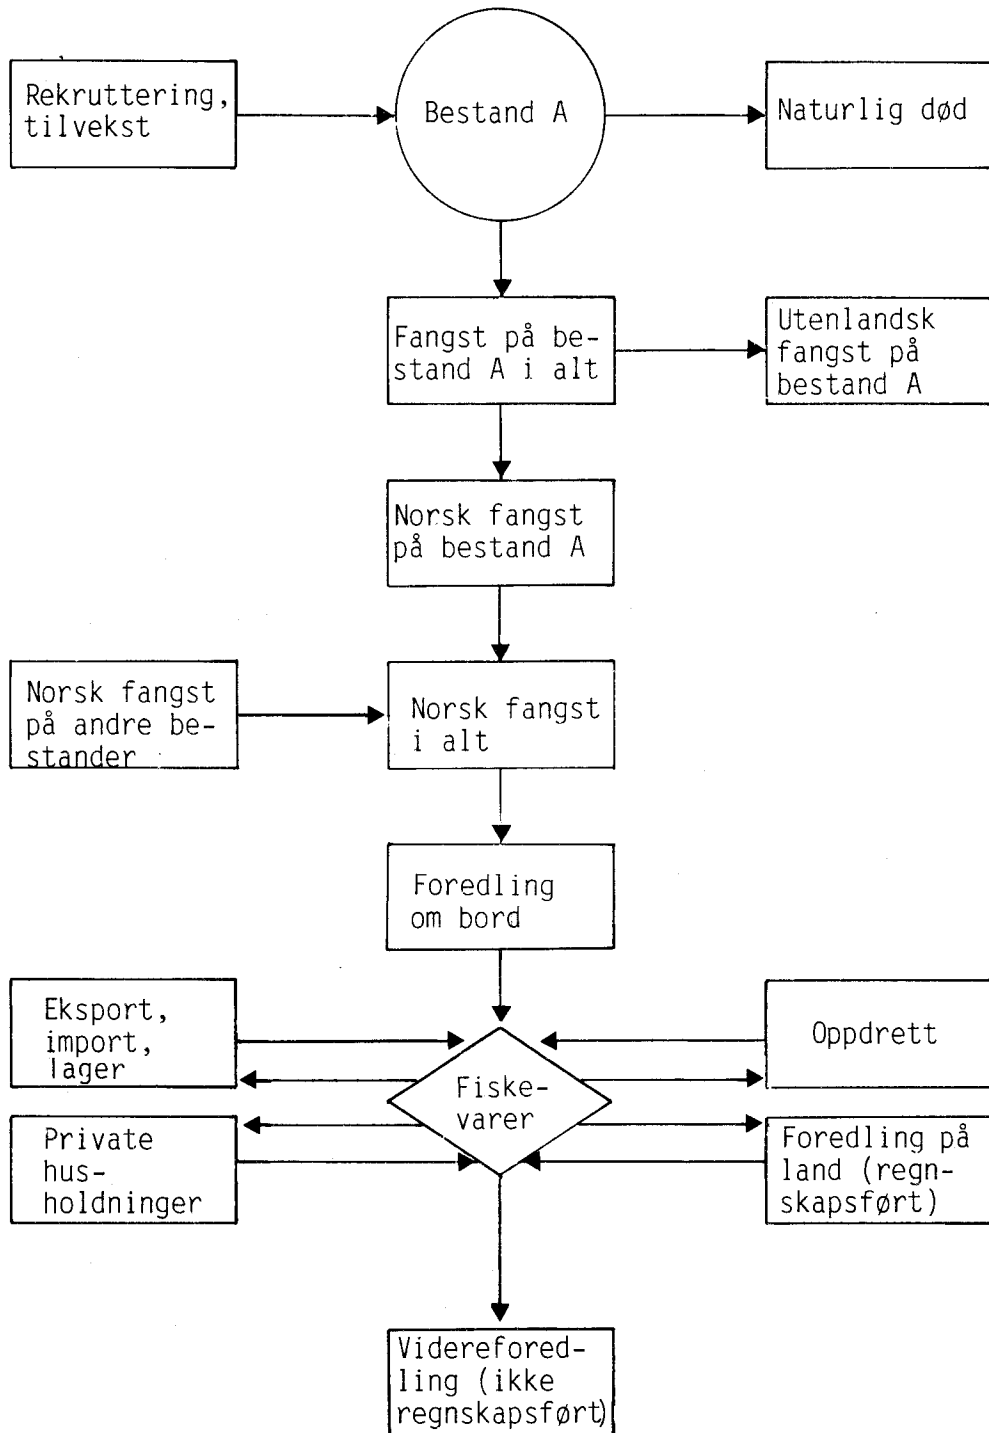 Rekruttering,
tilvekst
Bestand A
Naturlig død
Fangst på be-
stand A i alt
Utenlandsk
fangst på
bestand A
Norsk fangst
på bestand A
Norsk fangst
på andre be-
stander
Norsk fangst
i alt
Foredling
om bord
Eksport,
import,
lager
Oppdrett
Fiske-
varer
Private
hus-
holdninger
Foredling på
land (regn-
skapsført)
Viderefored-
ling (ikke
regnskapsført)